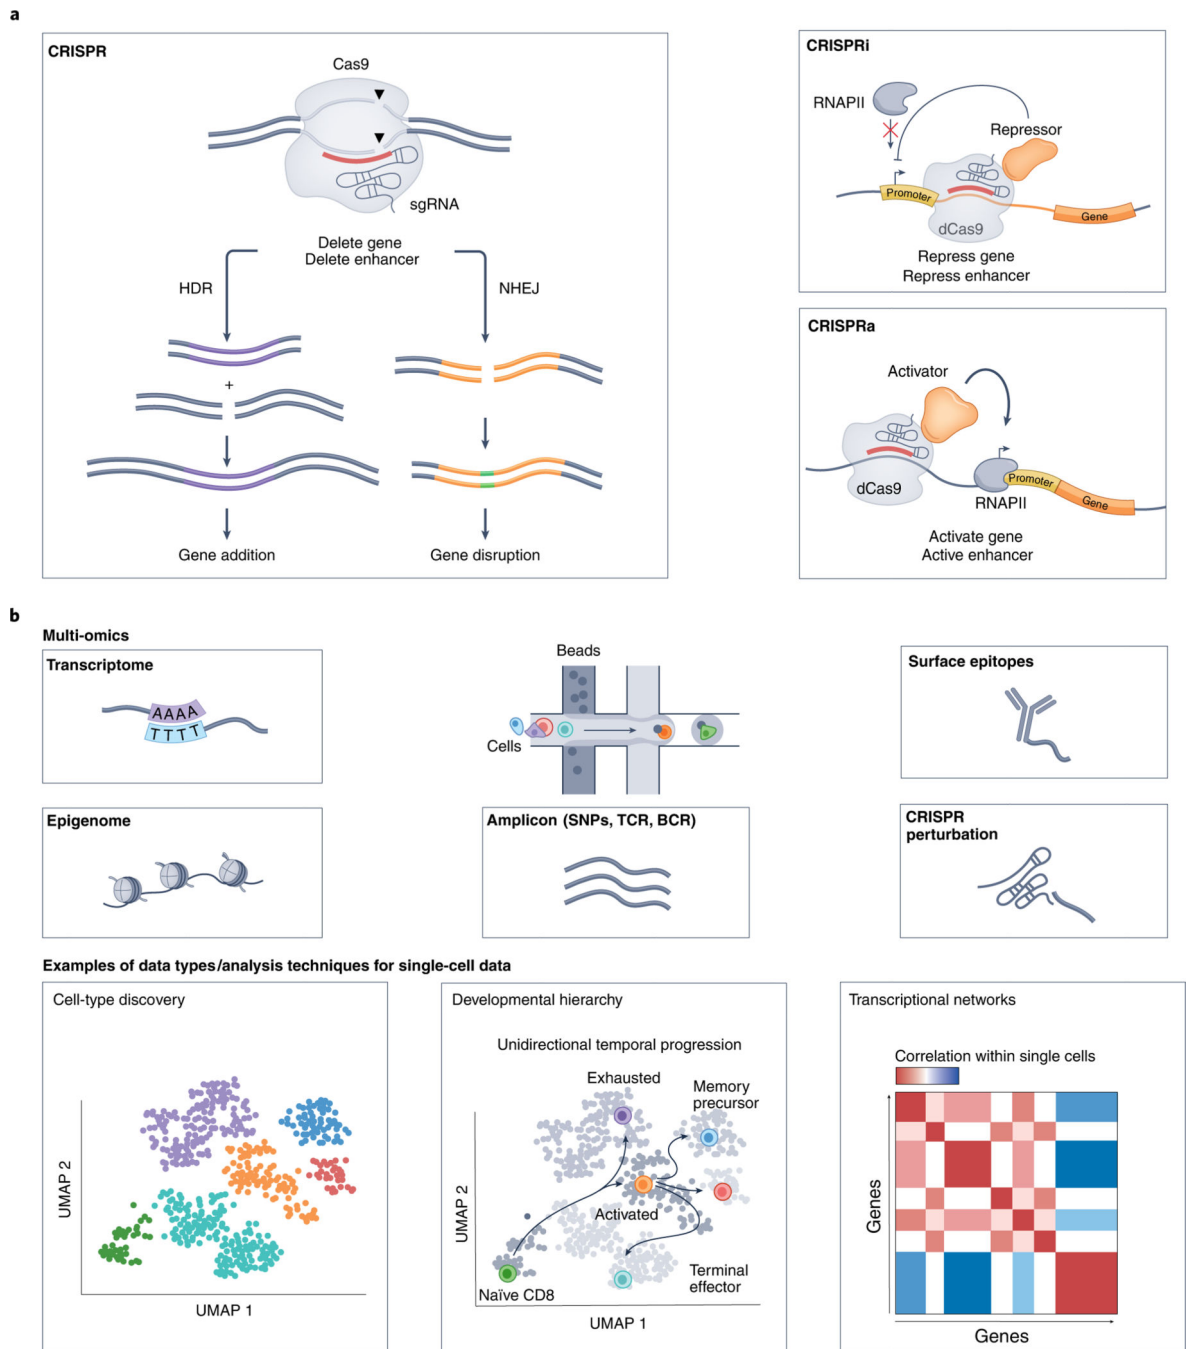 a
CRISPR
Cas9
sgRNA
Delete gene
Delete enhancer
HDR
NHEJ
+
Gene addition
Gene disruption
CRISPRi
RNAPII
Repressor
Promoter
Gene
dCas9
Repress gene
Repress enhancer
CRISPRa
Activator
dCas9
RNAPII
Promoter
Gene
Activate gene
Active enhancer
b
Multi-omics
Transcriptome
AAAA
TTTT
Beads
Cells
Surface epitopes
Epigenome
Amplicon (SNPs, TCR, BCR)
CRISPR
perturbation
Examples of data types/analysis techniques for single-cell data
Cell-type discovery
UMAP 2
UMAP 1
Developmental hierarchy
Unidirectional temporal progression
Exhausted
Memory
precursor
Activated
Terminal
effector
Naïve CD8
UMAP 2
UMAP 1
Transcriptional networks
Correlation within single cells
Genes
Genes